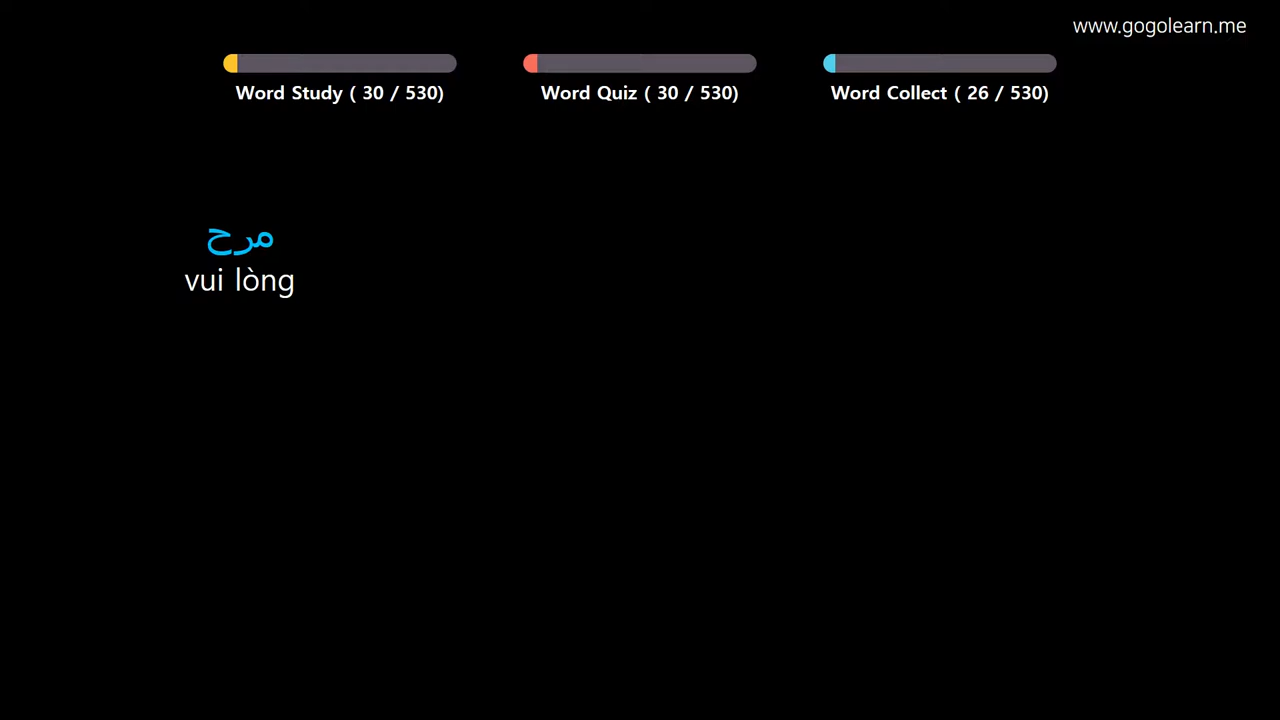 www.gogolearn.me
Word Study ( 30 / 530)
Word Quiz ( 30 / 530)
Word Collect ( 26 / 530)
مرح
vui lòng